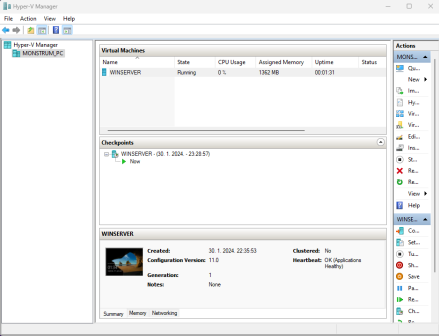 Hyper-V Manager
File Action View Help
Hyper-V Manager
MONSTRUM_PC
Virtual Machines
Name State CPU Usage Assigned Memory Uptime Status
WINSERVER Running 0 % 1362 MB 00:01:31
Checkpoints
WINSERVER - (30. 1. 2024. - 23:28:57)
Now
WINSERVER
Created: 30. 1. 2024. 22:35:53 Clustered: No
Configuration Version: 11.0 Heartbeat: OK (Applications Healthy)
Generation: 1
Notes: None
Summary Memory Networking
Actions
MONS...
Qu...
New
Im...
Hy...
Vir...
Vir...
Edi...
Ins...
St...
Re...
Re...
View
Help
WINSE...
Co...
Set...
Tu...
Sh...
Save
Pa...
Re...
Ch...